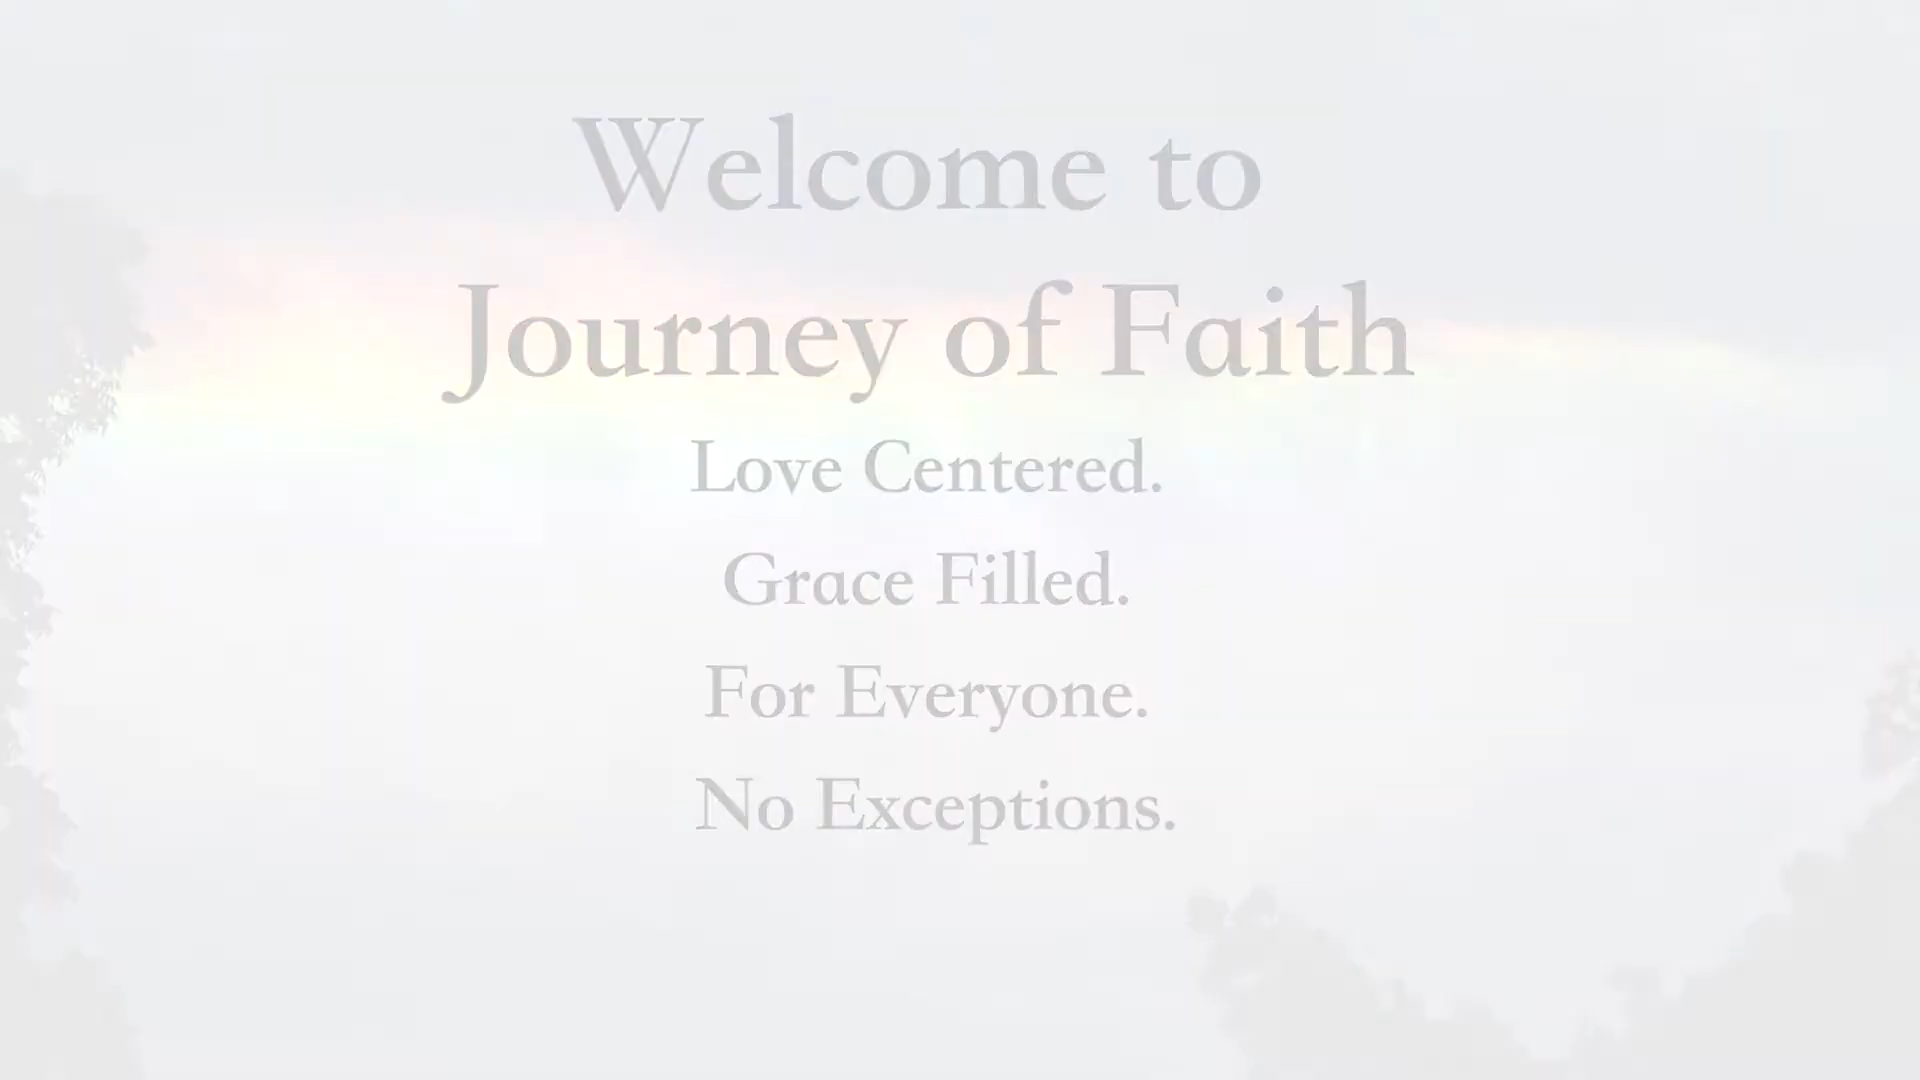 Welcome to
Journey of Faith
Love Centered.
Grace Filled.
For Everyone.
No Exceptions.